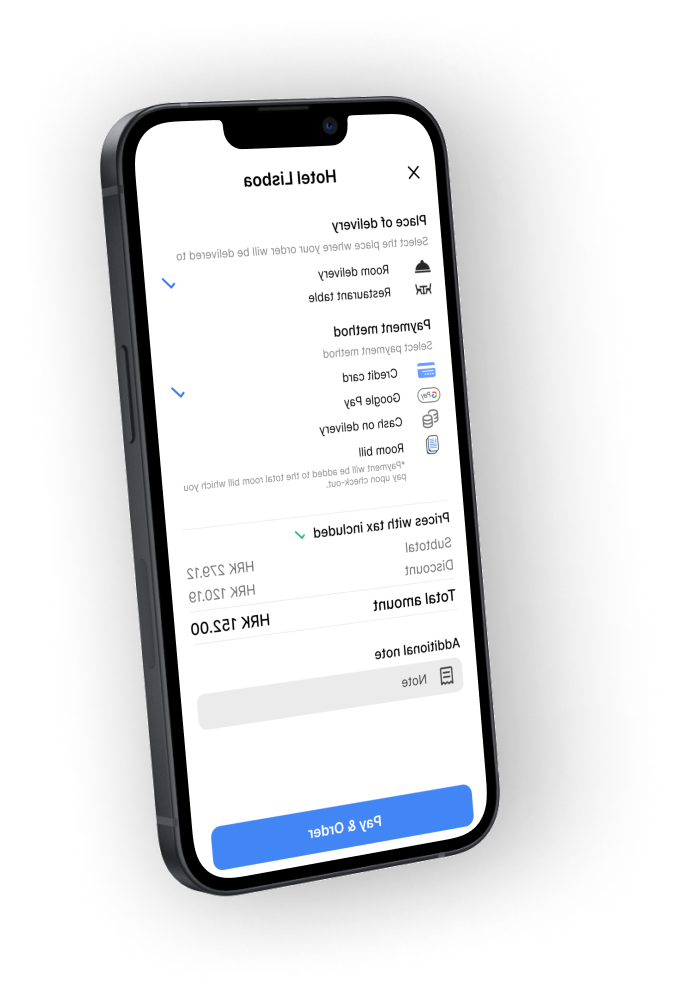 Hotel Lisboa
Place of delivery
Select the place where your order will be delivered to
Room delivery
Restaurant table
Payment method
Select payment method
Credit card
G Pay
Google Pay
Cash on delivery
Room bill
*Payment will be added to the total room bill which you
pay upon check-out.
Prices with tax included
Subtotal HRK 279.12
Discount HRK 120.19
Total amount HRK 152.00
Additional note
Note
Pay & Order